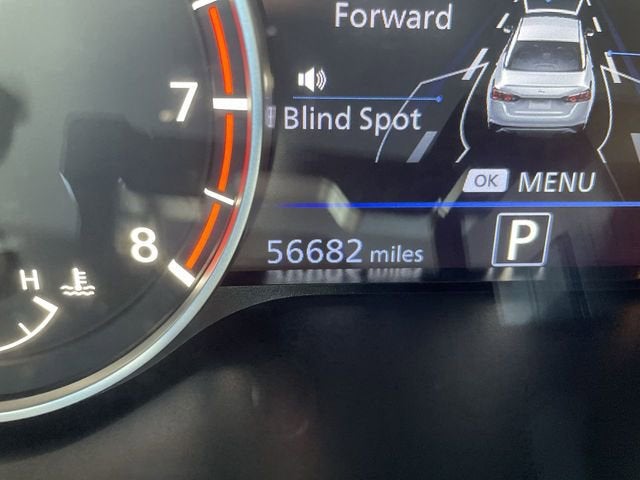 Forward
7
Blind Spot
OK MENU
8
56682 miles
P
H